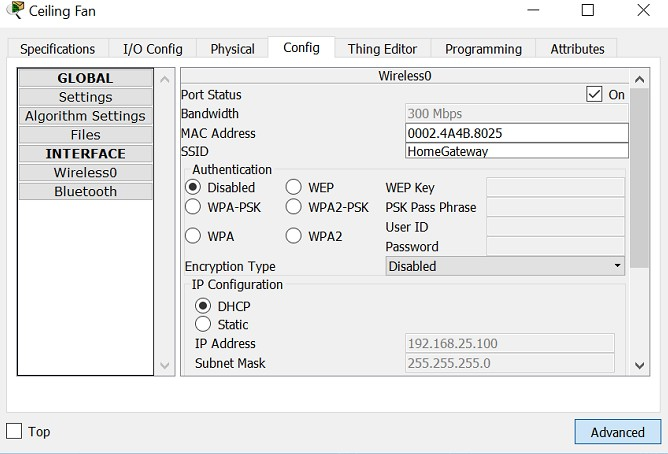 Ceiling Fan
Specifications I/O Config Physical Config Thing Editor Programming Attributes
GLOBAL
Settings
Algorithm Settings
Files
INTERFACE
Wireless0
Bluetooth
Wireless0
Port Status On
Bandwidth 300 Mbps
MAC Address 0002.4A4B.8025
SSID HomeGateway
Authentication
Disabled WEP WEP Key
WPA-PSK WPA2-PSK PSK Pass Phrase
User ID
WPA WPA2
Password
Encryption Type Disabled
IP Configuration
DHCP
Static
IP Address 192.168.25.100
Subnet Mask 255.255.255.0
Top Advanced